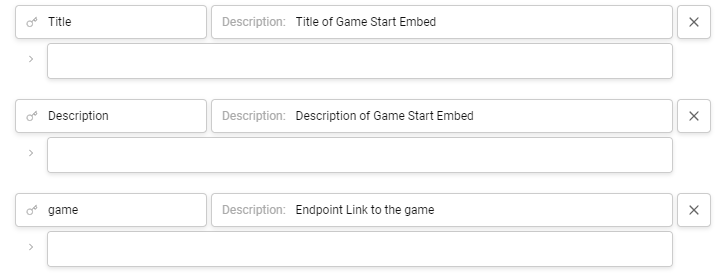 Title Description: Title of Game Start Embed
Description Description: Description of Game Start Embed
game Description: Endpoint Link to the game